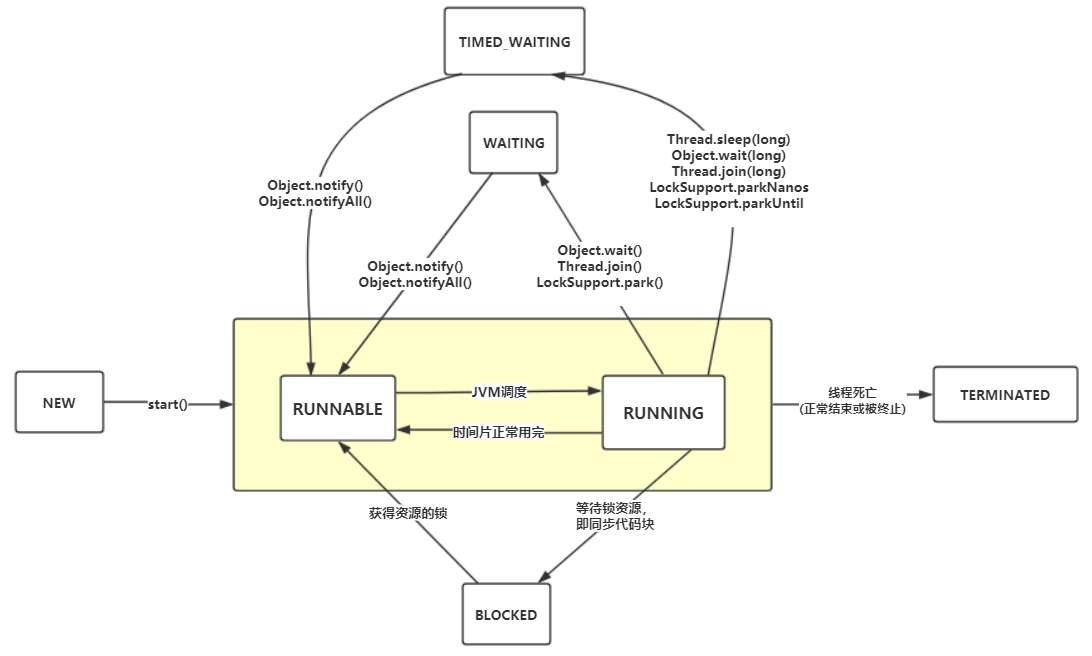 TIMED_WAITING
WAITING
Thread.sleep(long)
Object.wait(long)
Thread.join(long)
LockSupport.parkNanos
LockSupport.parkUntil
Object.notify()
Object.notifyAll()
Object.notify()
Object.notifyAll()
Object.wait()
Thread.join()
LockSupport.park()
NEW
start()
RUNNABLE
JVM调度
时间片正常用完
RUNNING
线程死亡
(正常结束或被终止)
TERMINATED
获得资源的锁
等待锁资源，
即同步代码块
BLOCKED